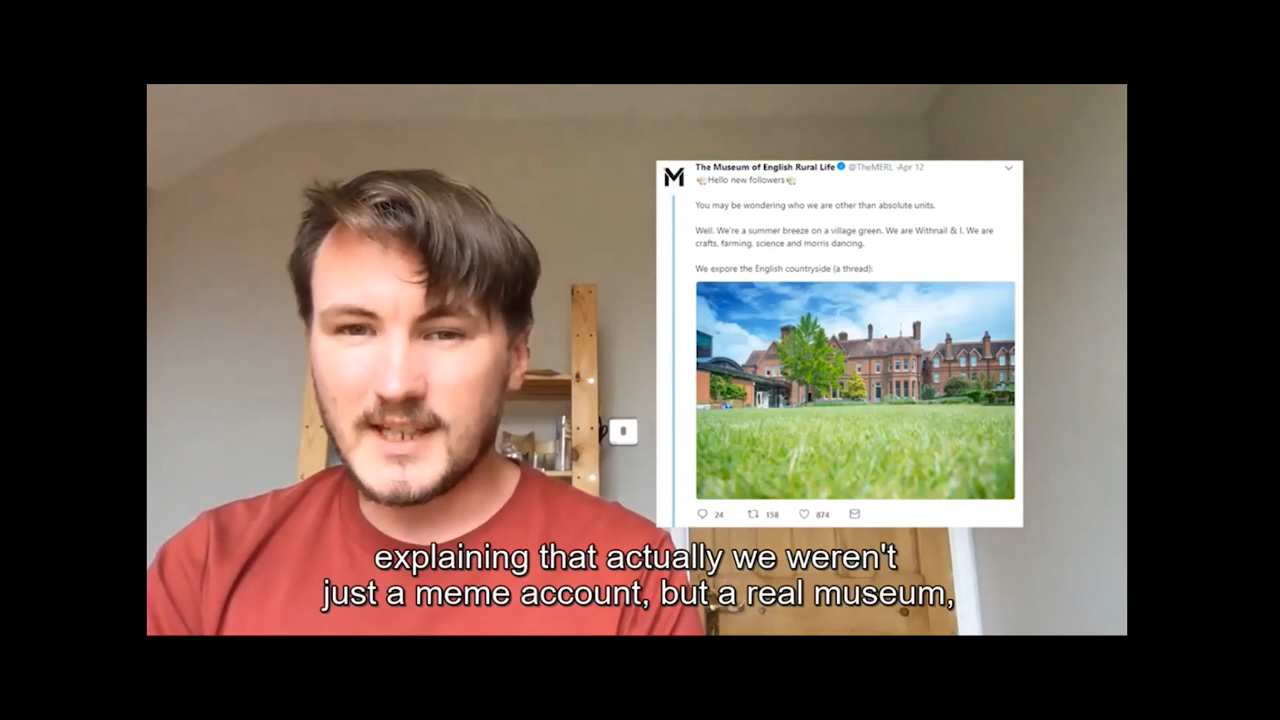 The Museum of English Rural Life @TheMERL · Apr 12
Hello new followers
You may be wondering who we are other than absolute units.
Well. We're a summer breeze on a village green. We are Withnail & I. We are
crafts, farming, science and morris dancing.
We expore the English countryside (a thread):
24 158 874
explaining that actually we weren't
just a meme account, but a real museum,